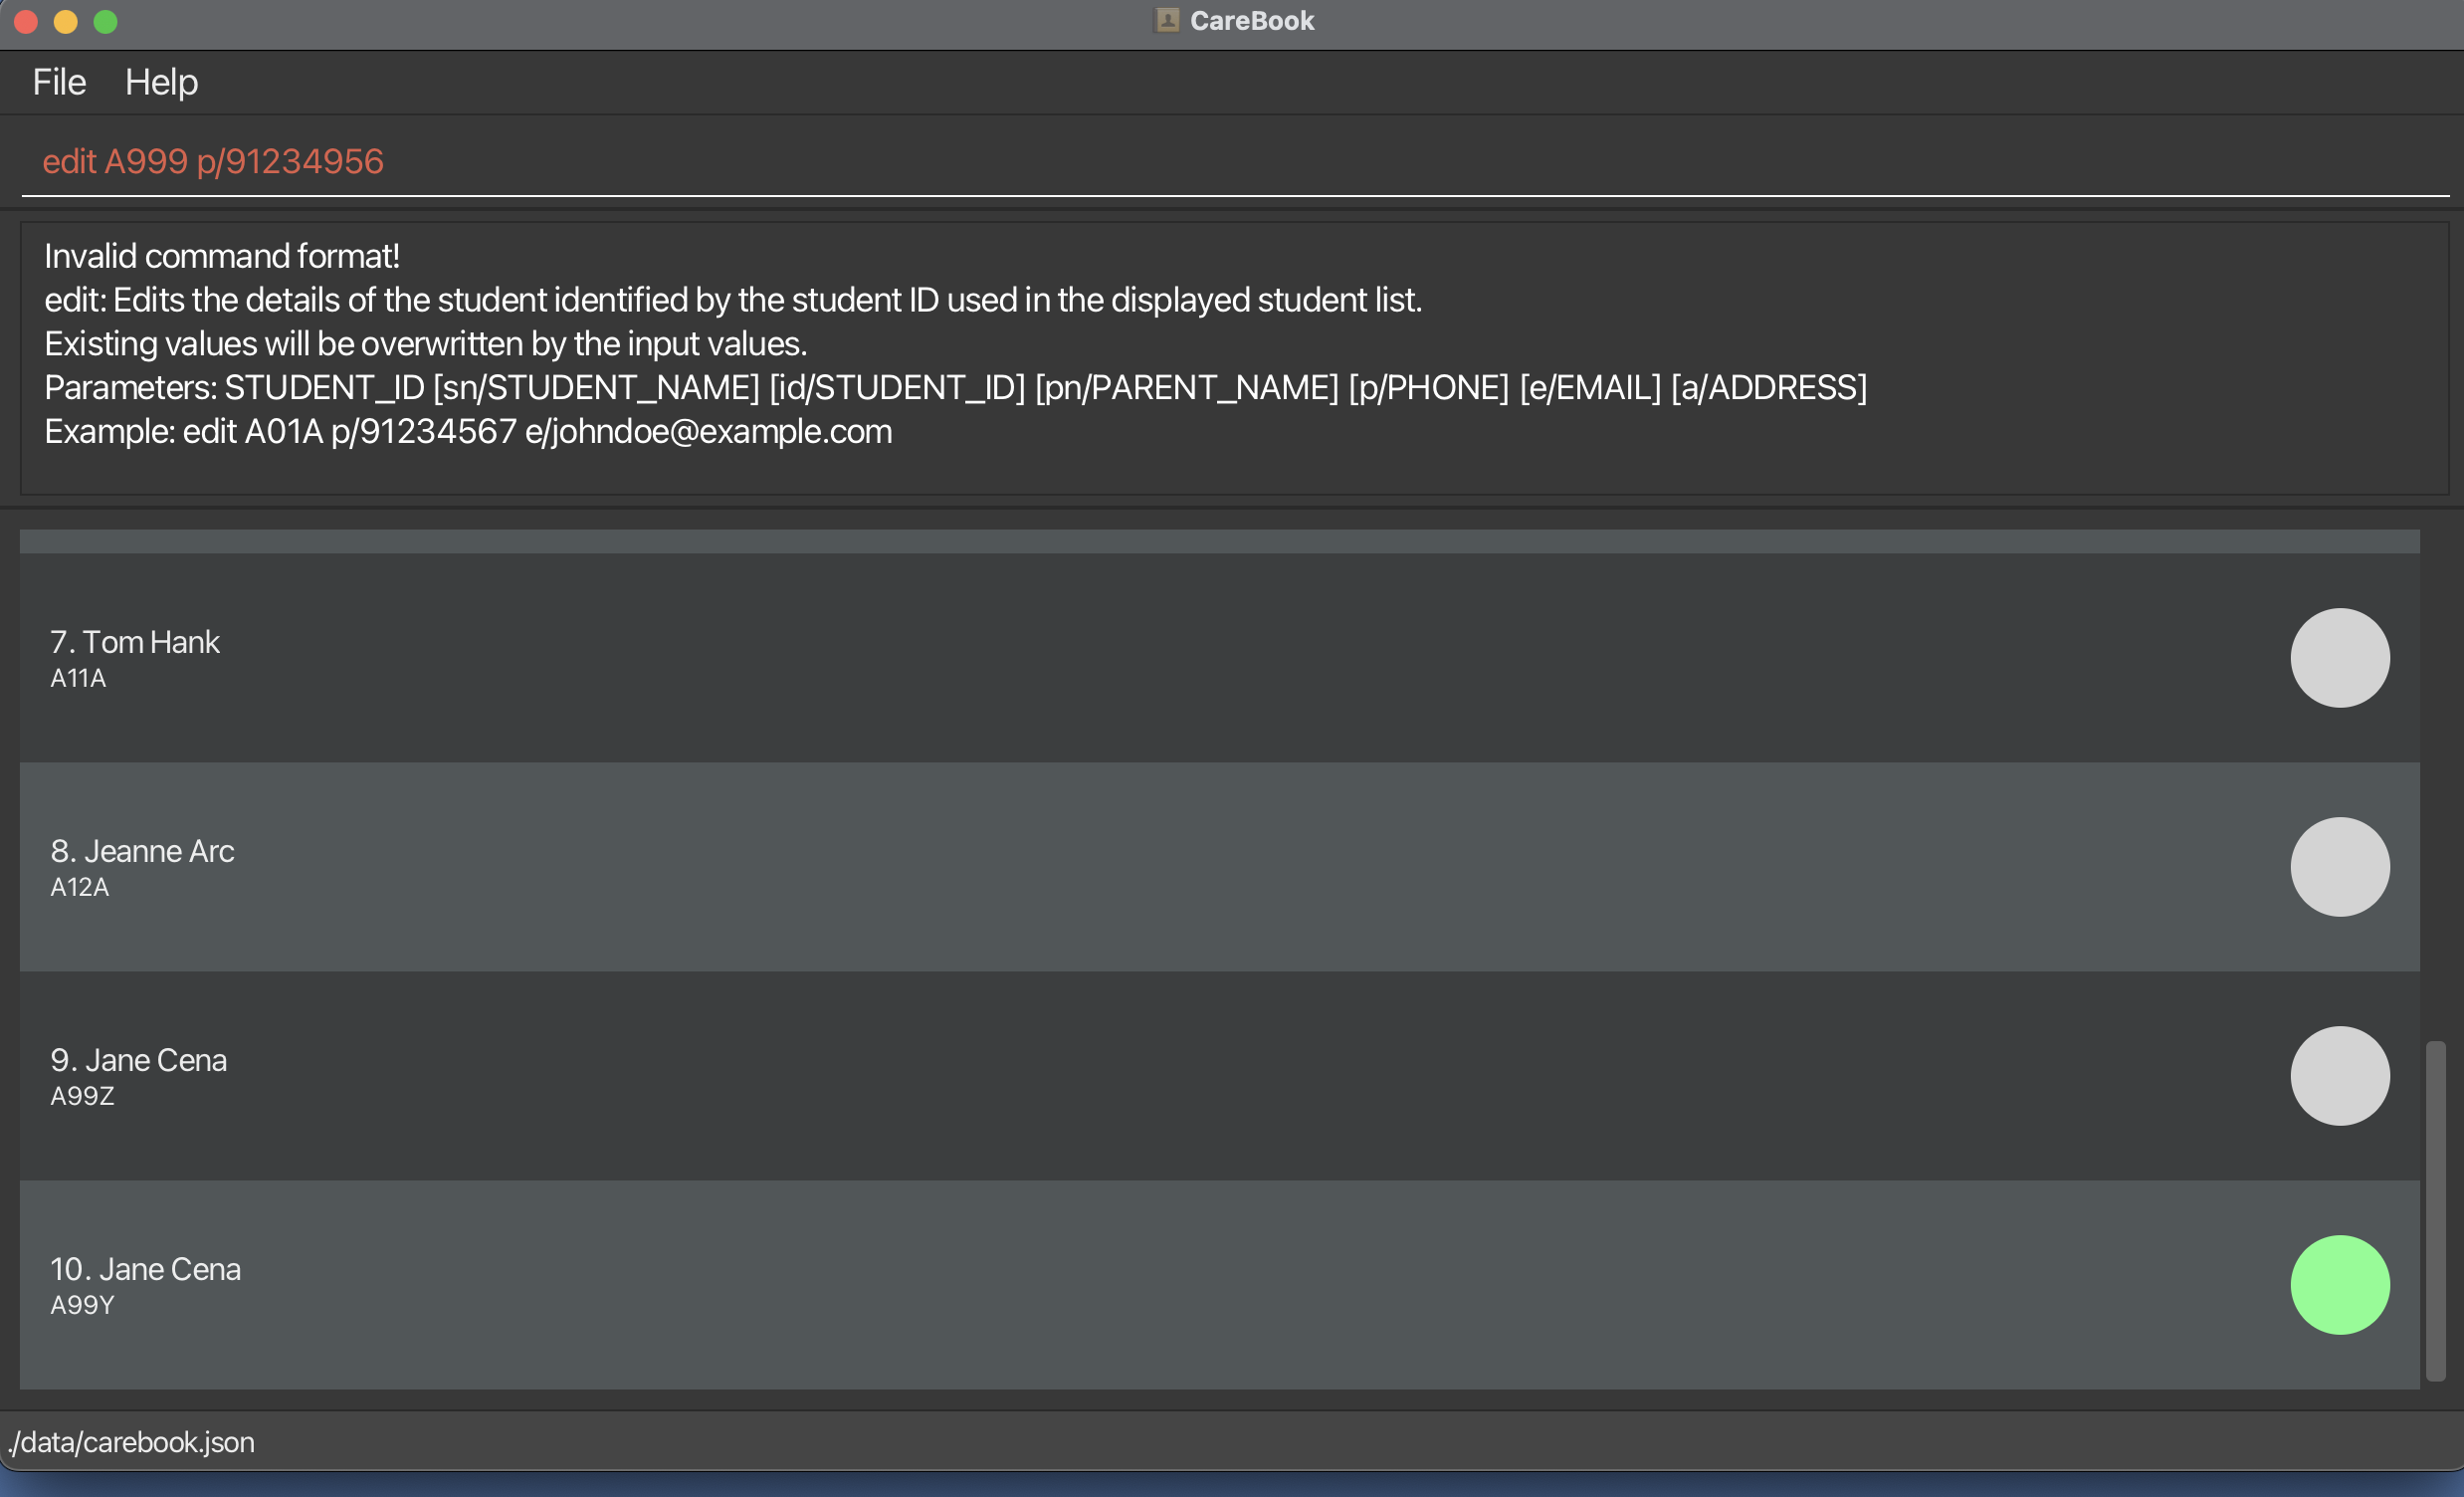 CareBook
File Help
edit A999 p/91234956
Invalid command format!
edit: Edits the details of the student identified by the student ID used in the displayed student list.
Existing values will be overwritten by the input values.
Parameters: STUDENT_ID [sn/STUDENT_NAME] [id/STUDENT_ID] [pn/PARENT_NAME] [p/PHONE] [e/EMAIL] [a/ADDRESS]
Example: edit A01A p/91234567 e/johndoe@example.com
7. Tom Hank
A11A
8. Jeanne Arc
A12A
9. Jane Cena
A99Z
10. Jane Cena
A99Y
./data/carebook.json